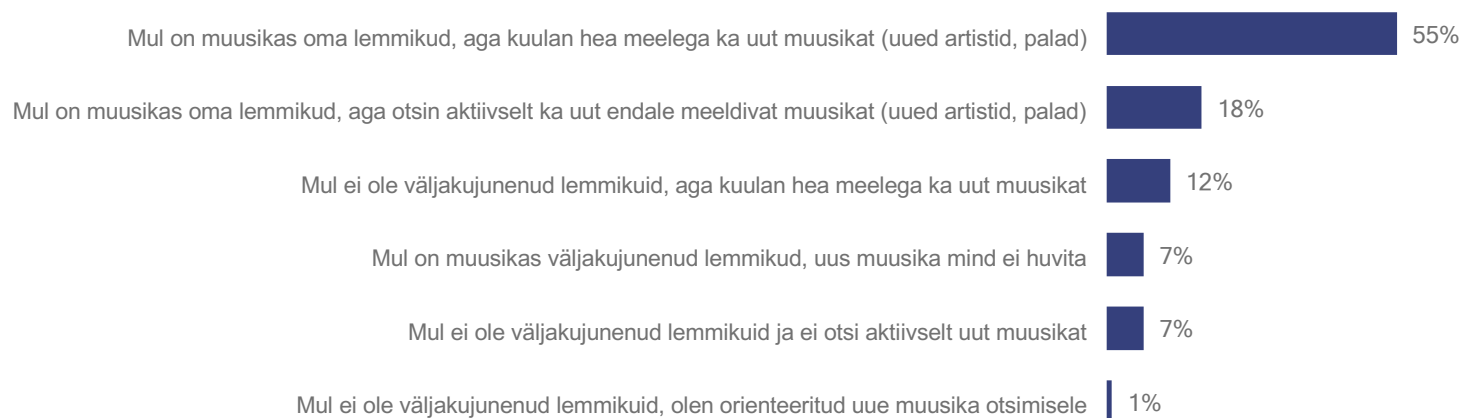 Mul on muusikas oma lemmikud, aga kuulan hea meelega ka uut muusikat (uued artistid, palad) 55%
Mul on muusikas oma lemmikud, aga otsin aktiivselt ka uut endale meeldivat muusikat (uued artistid, palad) 18%
Mul ei ole väljakujunenud lemmikuid, aga kuulan hea meelega ka uut muusikat 12%
Mul on muusikas väljakujunenud lemmikud, uus muusika mind ei huvita 7%
Mul ei ole väljakujunenud lemmikuid ja ei otsi aktiivselt uut muusikat 7%
Mul ei ole väljakujunenud lemmikuid, olen orienteeritud uue muusika otsimisele 1%